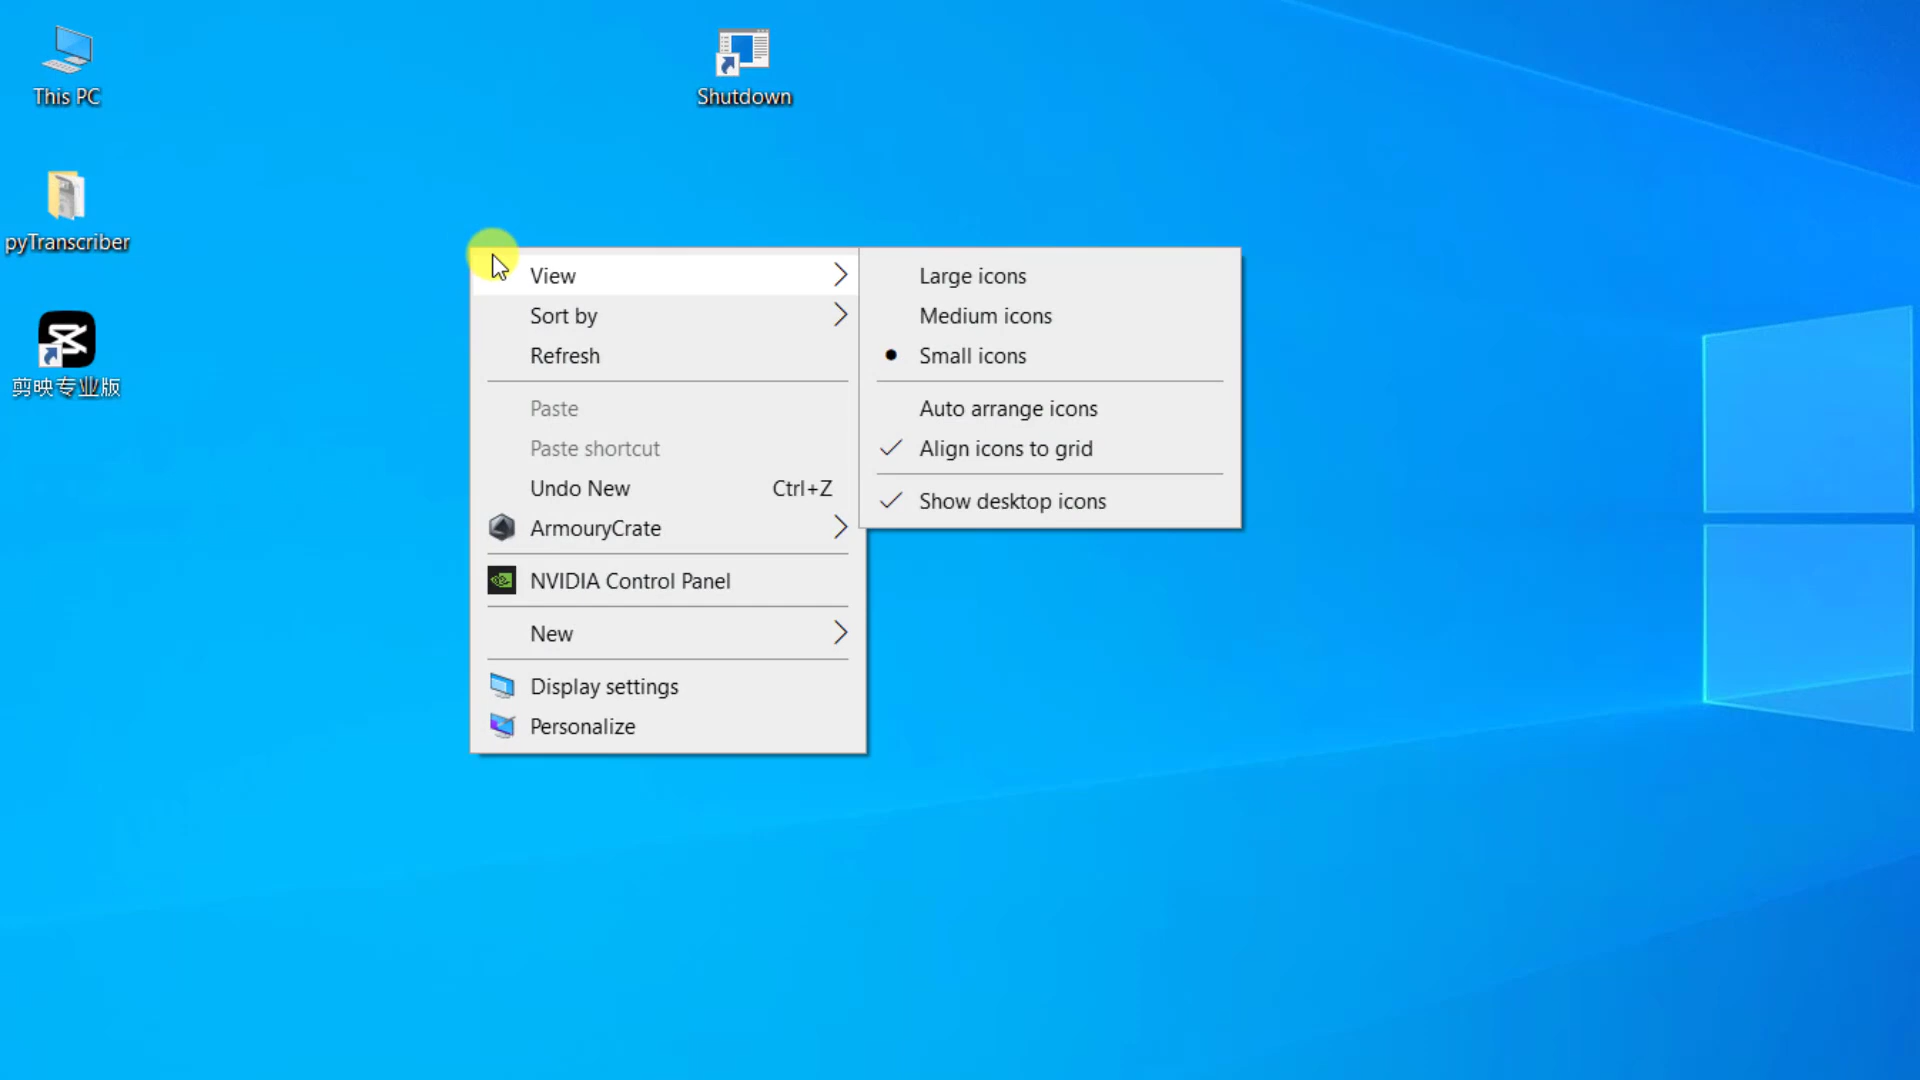 This PC
Shutdown
pyTranscriber
剪映专业版
View
Sort by
Refresh
Paste
Paste shortcut
Undo New Ctrl+Z
ArmouryCrate
NVIDIA Control Panel
New
Display settings
Personalize
Large icons
Medium icons
Small icons
Auto arrange icons
Align icons to grid
Show desktop icons